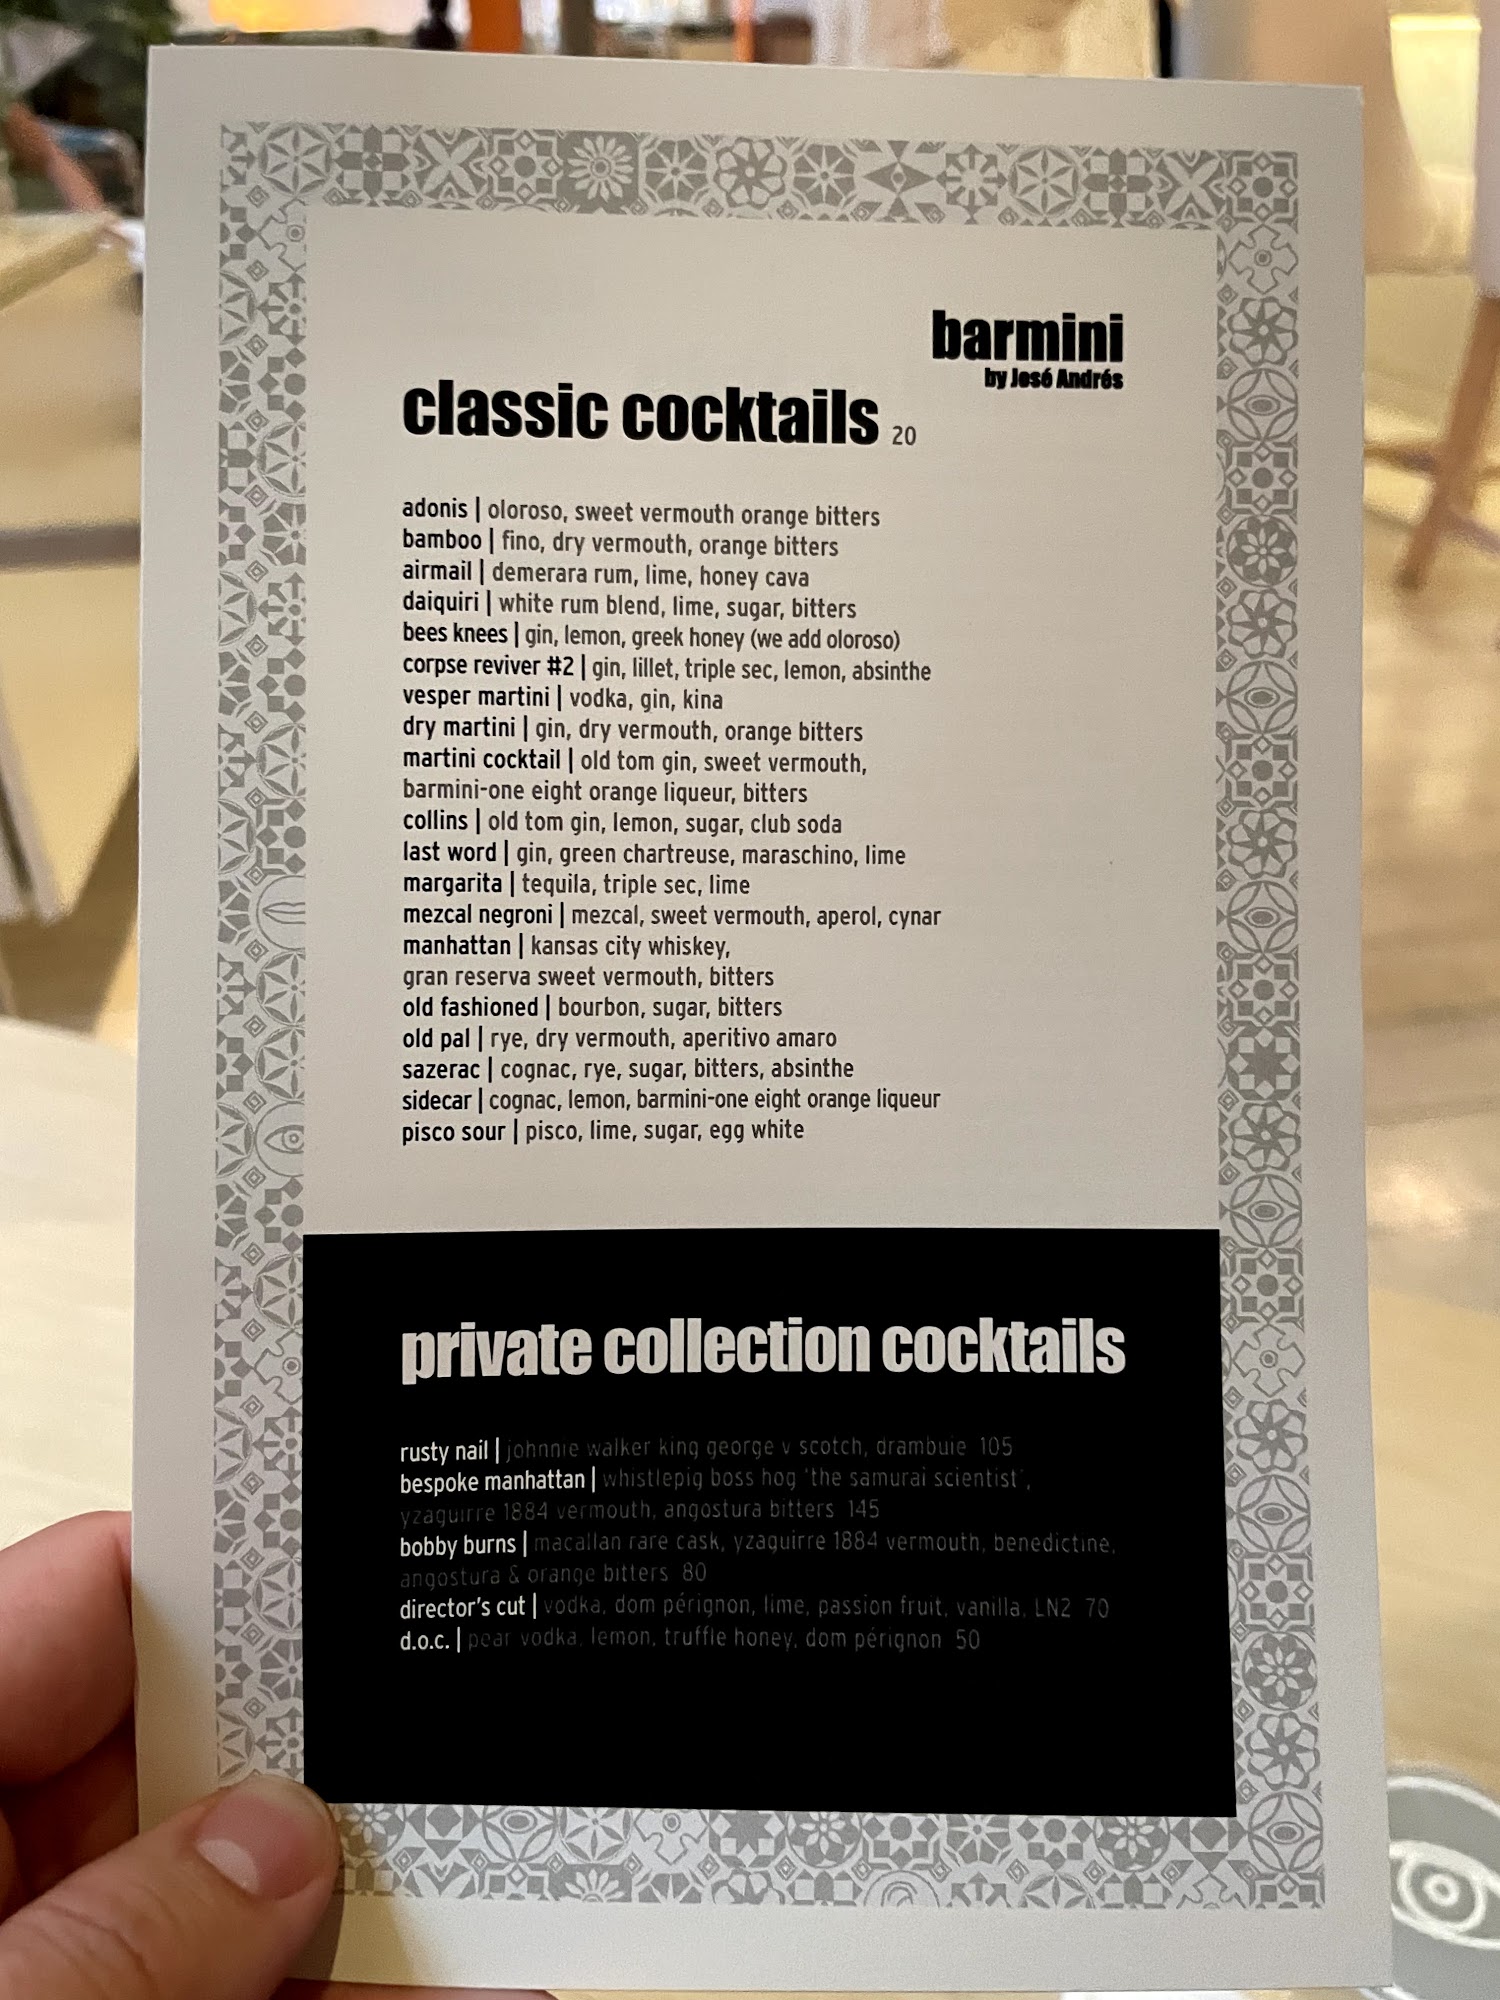 barmini
by José Andrés
classic cocktails 20
adonis | oloroso, sweet vermouth orange bitters
bamboo | fino, dry vermouth, orange bitters
airmail | demerara rum, lime, honey cava
daiquiri | white rum blend, lime, sugar, bitters
bees knees | gin, lemon, greek honey (we add oloroso)
corpse reviver #2 | gin, lillet, triple sec, lemon, absinthe
vesper martini | vodka, gin, kina
dry martini | gin, dry vermouth, orange bitters
martini cocktail | old tom gin, sweet vermouth,
barmini-one eight orange liqueur, bitters
collins | old tom gin, lemon, sugar, club soda
last word | gin, green chartreuse, maraschino, lime
margarita | tequila, triple sec, lime
mezcal negroni | mezcal, sweet vermouth, aperol, cynar
manhattan | kansas city whiskey,
gran reserva sweet vermouth, bitters
old fashioned | bourbon, sugar, bitters
old pal | rye, dry vermouth, aperitivo amaro
sazerac | cognac, rye, sugar, bitters, absinthe
sidecar | cognac, lemon, barmini-one eight orange liqueur
pisco sour | pisco, lime, sugar, egg white
private collection cocktails
rusty nail | johnnie walker king george v scotch, drambuie 105
bespoke manhattan | whistlepig boss hog 'the samurai scientist',
yzaguirre 1884 vermouth, angostura bitters 145
bobby burns | macallan rare cask, yzaguirre 1884 vermouth, benedictine,
angostura & orange bitters 80
director's cut | vodka, dom pérignon, lime, passion fruit, vanilla, LN2 70
d.o.c. | pear vodka, lemon, truffle honey, dom pérignon 50